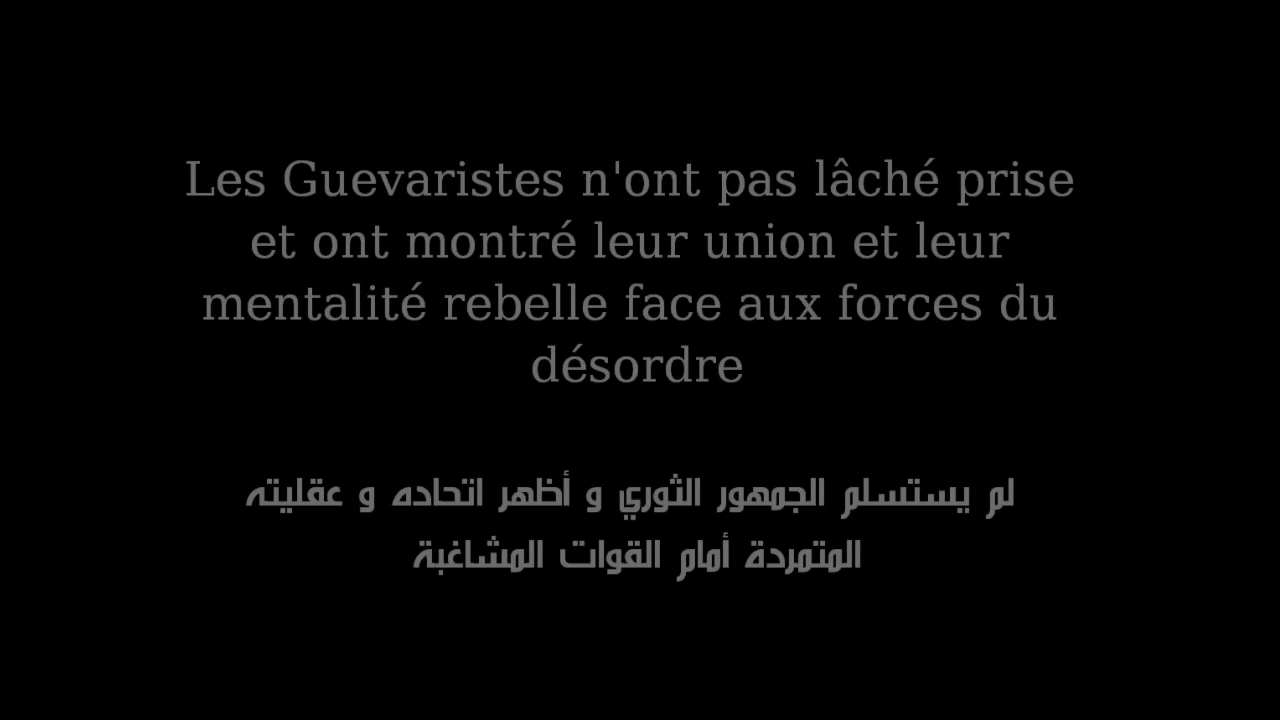 Les Guevaristes n'ont pas lâché prise
et ont montré leur union et leur
mentalité rebelle face aux forces du
désordre
لم يستسلم الجمهور الثوري و أظهر اتحاده و عقليته
المتمردة أمام القوات المشاغبة